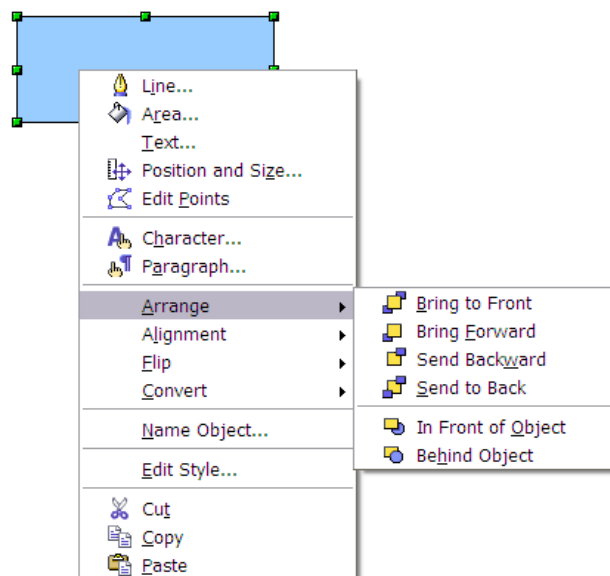 Line...
Area...
Text...
Position and Size...
Edit Points
Character...
Paragraph...
Arrange
Alignment
Flip
Convert
Name Object...
Edit Style...
Cut
Copy
Paste
Bring to Front
Bring Forward
Send Backward
Send to Back
In Front of Object
Behind Object